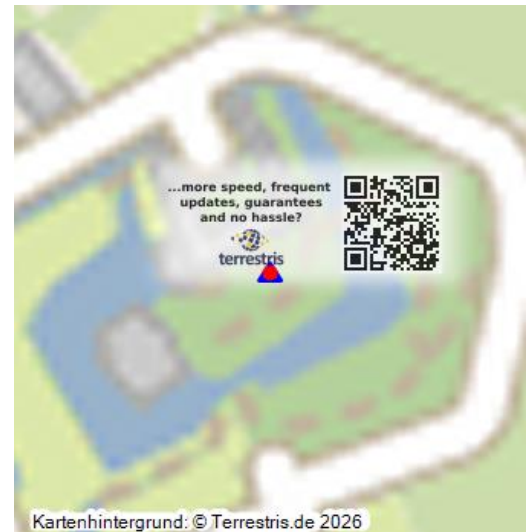 ...more speed, frequent
updates, guarantees
and no hassle?
terrestris
Kartenhintergrund: © Terrestris.de 2026